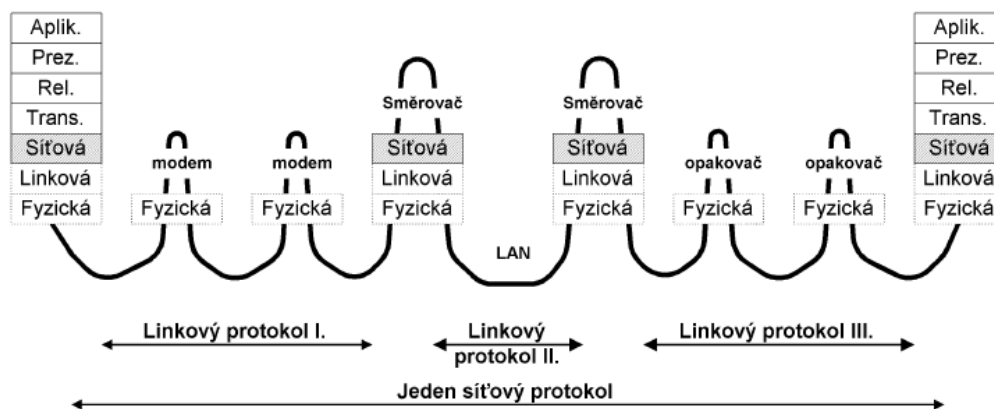 Aplik.
Prez.
Rel.
Trans.
Síťová
Linková
Fyzická
modem
Fyzická
modem
Fyzická
Směrovač
Síťová
Linková
Fyzická
LAN
Směrovač
Síťová
Linková
Fyzická
opakovač
Fyzická
opakovač
Fyzická
Aplik.
Prez.
Rel.
Trans.
Síťová
Linková
Fyzická
Linkový protokol I.
Linkový
protokol II.
Linkový protokol III.
Jeden síťový protokol